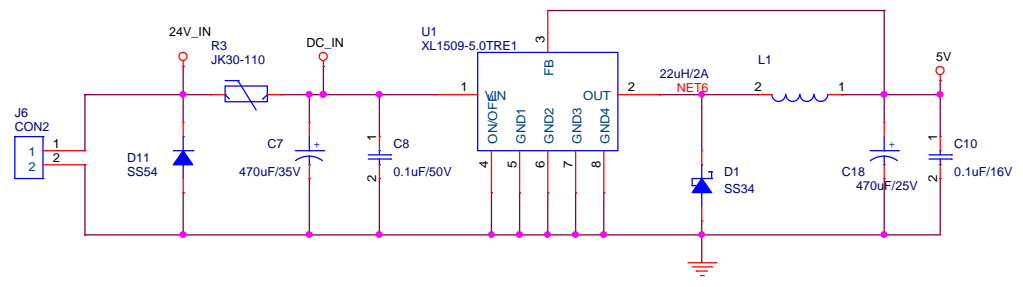 24V_IN
R3
JK30-110
DC_IN
U1
XL1509-5.0TRE1
3
FB
L1
22uH/2A
NET6
5V
1
VIN
OUT
2
2
1
J6
CON2
1
2
1
2
D11
SS54
C7
470uF/35V
1
2
C8
0.1uF/50V
ON/OFF
GND1
GND2
GND3
GND4
4
5
6
7
8
D1
SS34
C18
470uF/25V
1
2
C10
0.1uF/16V